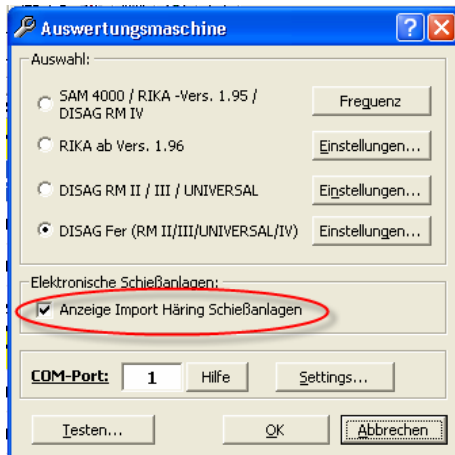 Auswertungsmaschine
Auswahl:
SAM 4000 / RIKA -Vers. 1.95 /
DISAG RM IV
Frequenz
RIKA ab Vers. 1.96
Einstellungen...
DISAG RM II / III / UNIVERSAL
Einstellungen...
DISAG Fer (RM II/III/UNIVERSAL/IV)
Einstellungen...
Elektronische Schießanlagen:
Anzeige Import Häring Schießanlagen
COM-Port: 1 Hilfe Settings...
Testen... OK Abbrechen